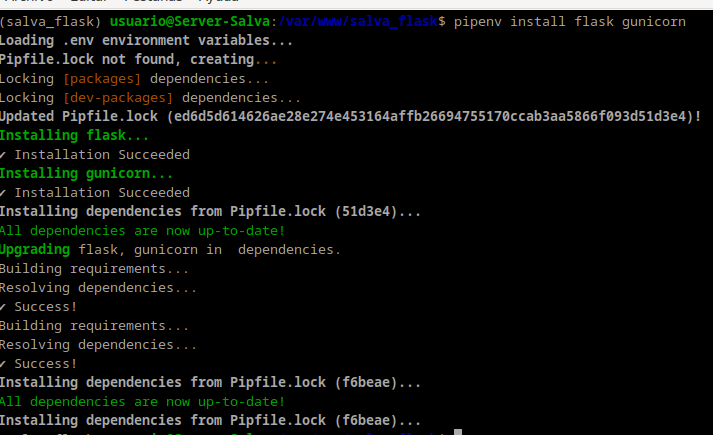 (salva_flask) usuario@Server-Salva:/var/www/salva_flask$ pipenv install flask gunicorn
Loading .env environment variables...
Pipfile.lock not found, creating...
Locking [packages] dependencies...
Locking [dev-packages] dependencies...
Updated Pipfile.lock (ed6d5d614626ae28e274e453164affb26694755170ccab3aa5866f093d51d3e4)!
Installing flask...
✔ Installation Succeeded
Installing gunicorn...
✔ Installation Succeeded
Installing dependencies from Pipfile.lock (51d3e4)...
All dependencies are now up-to-date!
Upgrading flask, gunicorn in  dependencies.
Building requirements...
Resolving dependencies...
✔ Success!
Building requirements...
Resolving dependencies...
✔ Success!
Installing dependencies from Pipfile.lock (f6beae)...
All dependencies are now up-to-date!
Installing dependencies from Pipfile.lock (f6beae)...